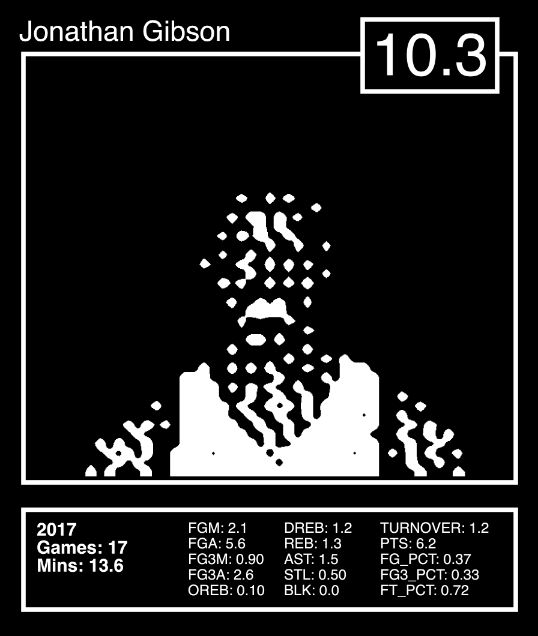 Jonathan Gibson
10.3
2017
Games: 17
Mins: 13.6
FGM: 2.1
FGA: 5.6
FG3M: 0.90
FG3A: 2.6
OREB: 0.10
DREB: 1.2
REB: 1.3
AST: 1.5
STL: 0.50
BLK: 0.0
TURNOVER: 1.2
PTS: 6.2
FG_PCT: 0.37
FG3_PCT: 0.33
FT_PCT: 0.72